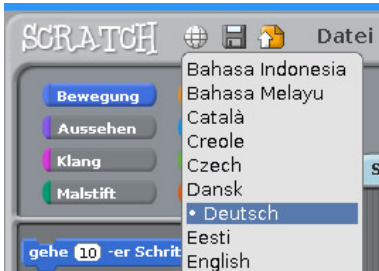 SCRATCH Datei
Bahasa Indonesia
Bahasa Melayu
Català
Creole
Czech
Dansk
• Deutsch
Eesti
English
Bewegung
Aussehen
Klang
Malstift
S
gehe 10 -er Schrit